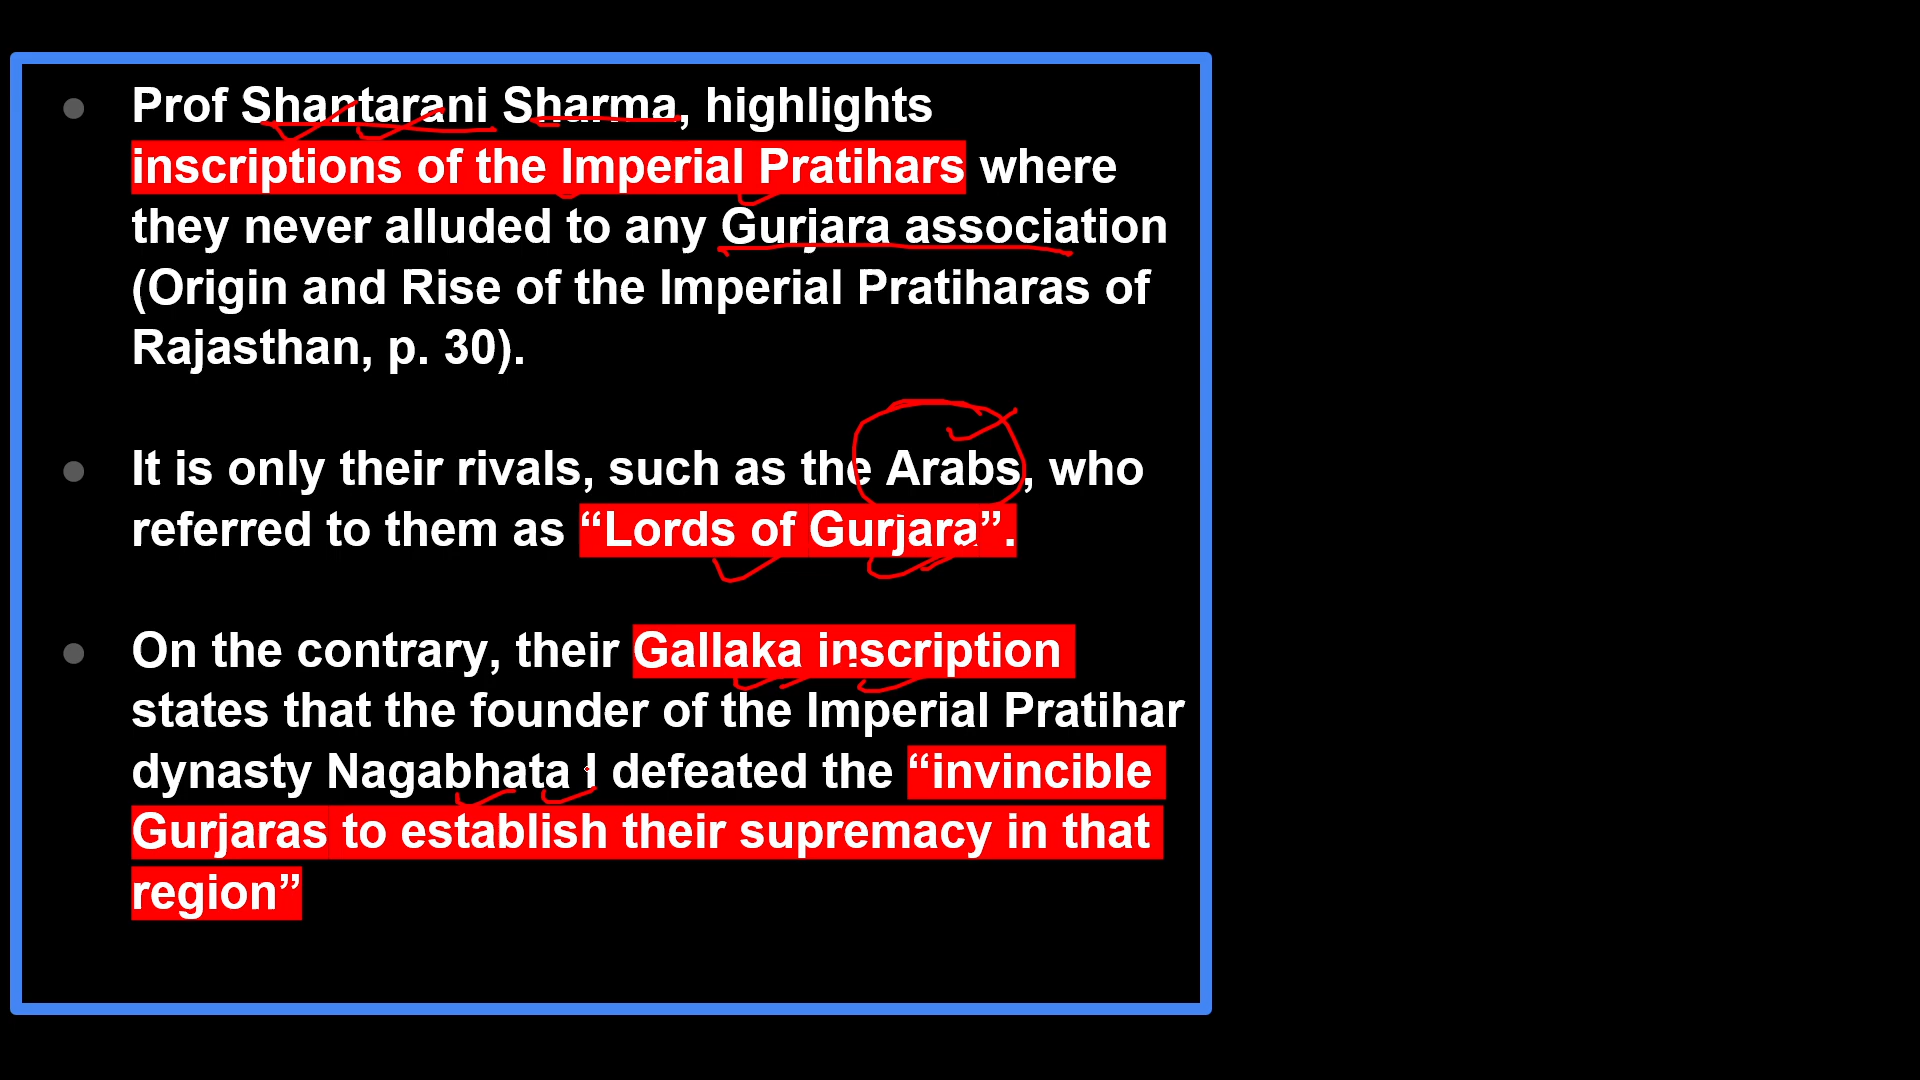 ● Prof Shantarani Sharma, highlights
inscriptions of the Imperial Pratihars where
they never alluded to any Gurjara association
(Origin and Rise of the Imperial Pratiharas of
Rajasthan, p. 30).
● It is only their rivals, such as the Arabs, who
referred to them as “Lords of Gurjara”.
● On the contrary, their Gallaka inscription
states that the founder of the Imperial Pratihar
dynasty Nagabhata I defeated the “invincible
Gurjaras to establish their supremacy in that
region”